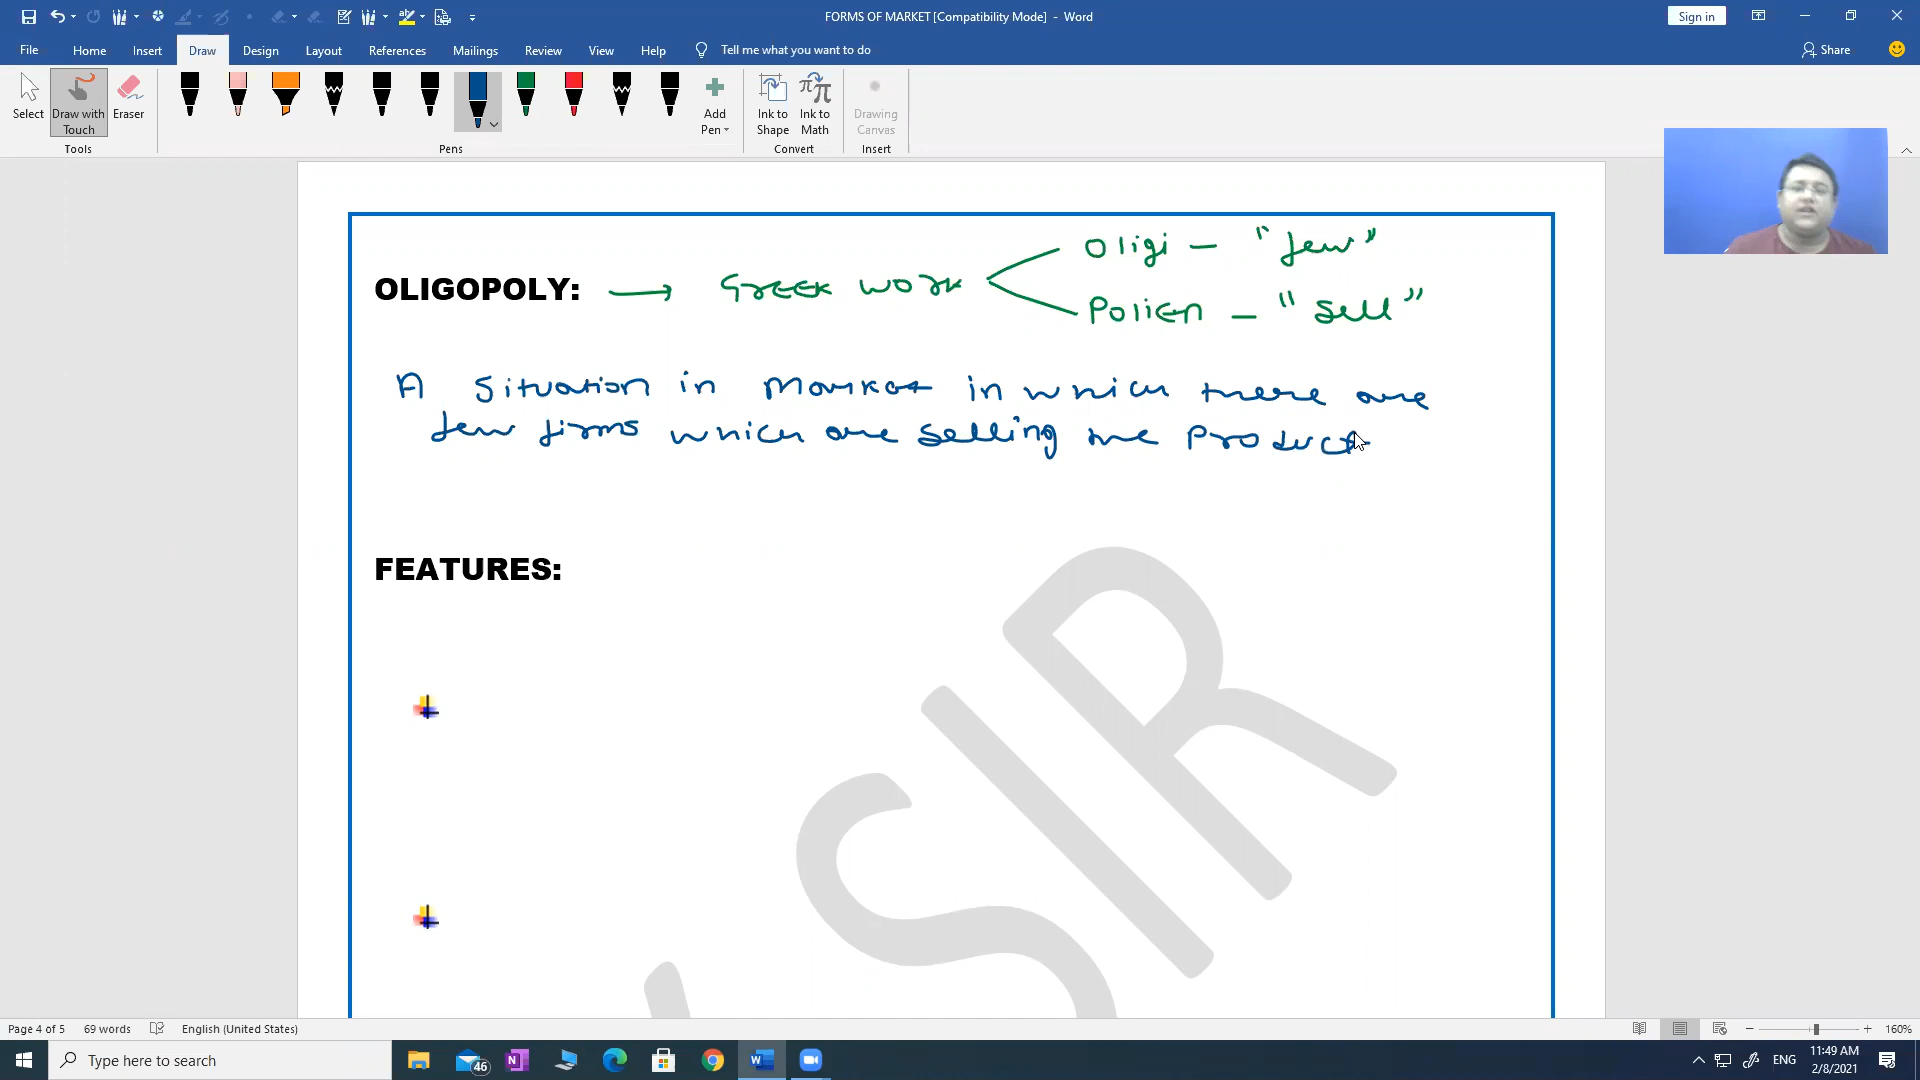 FORMS OF MARKET [Compatibility Mode] - Word
Sign in
File Home Insert Draw Design Layout References Mailings Review View Help Tell me what you want to do
Share
Select
Draw with Touch
Eraser
Add Pen
Ink to Shape
Ink to Math
Drawing Canvas
Tools
Pens
Convert
Insert
Oligi - "few"
OLIGOPOLY: → GREEK WORK
Polien - "Sell"
A Situation in Market in which there are
few firms which are selling the Product
FEATURES:
SIR
Page 4 of 5 69 words English (United States)
160%
Type here to search
46
ENG
11:49 AM
2/8/2021